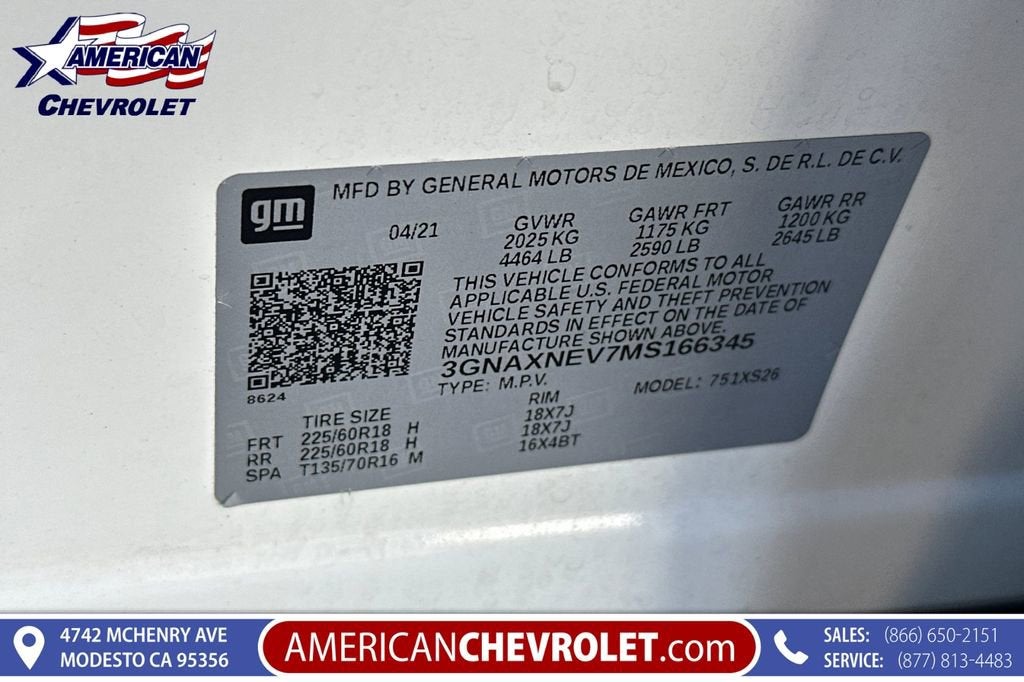 AMERICAN
CHEVROLET
gm
MFD BY GENERAL MOTORS DE MEXICO, S. DE R.L. DE C.V.
04/21 GVWR GAWR FRT GAWR RR
2025 KG 1175 KG 1200 KG
4464 LB 2590 LB 2645 LB
THIS VEHICLE CONFORMS TO ALL
APPLICABLE U.S. FEDERAL MOTOR
VEHICLE SAFETY AND THEFT PREVENTION
STANDARDS IN EFFECT ON THE DATE OF
MANUFACTURE SHOWN ABOVE.
3GNAXNEV7MS166345
TYPE: M.P.V. MODEL: 751XS26
8624
TIRE SIZE RIM
FRT 225/60R18 H 18X7J
RR 225/60R18 H 18X7J
SPA T135/70R16 M 16X4BT
4742 MCHENRY AVE
MODESTO CA 95356
AMERICANCHEVROLET.com
SALES: (866) 650-2151
SERVICE: (877) 813-4483